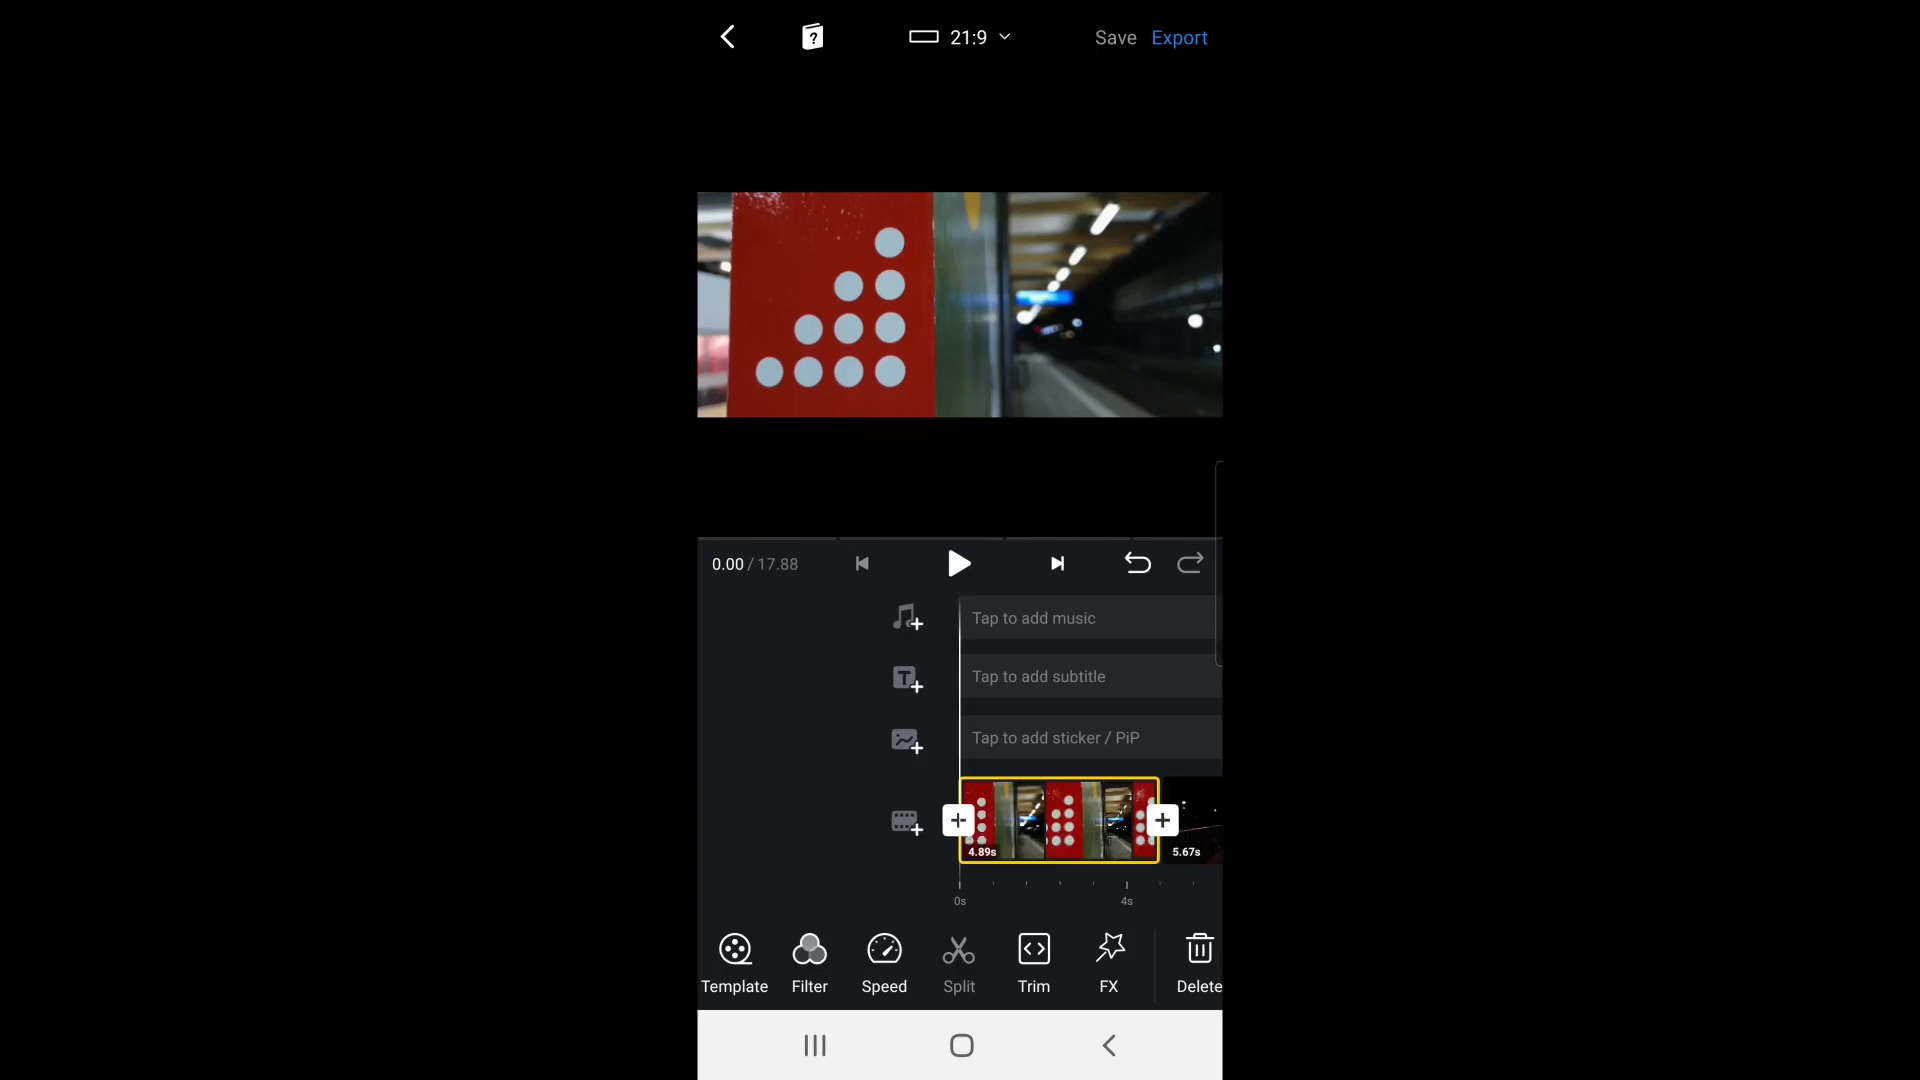 ?
21:9
Save
Export
0.00 / 17.88
Tap to add music
T
Tap to add subtitle
Tap to add sticker / PiP
4.89s
5.67s
0s
4s
Template
Filter
Speed
Split
Trim
FX
Delete